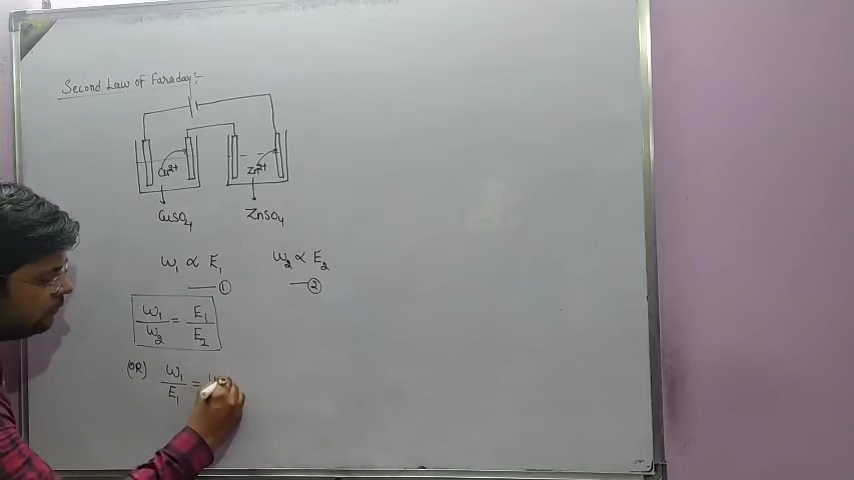 Second Law of Faraday:-
Cu2+ Zn2+
CuSO4 ZnSO4
W1 ∝ E1 W2 ∝ E2
—① —②
W1/W2 = E1/E2
(OR) W1/E1 =